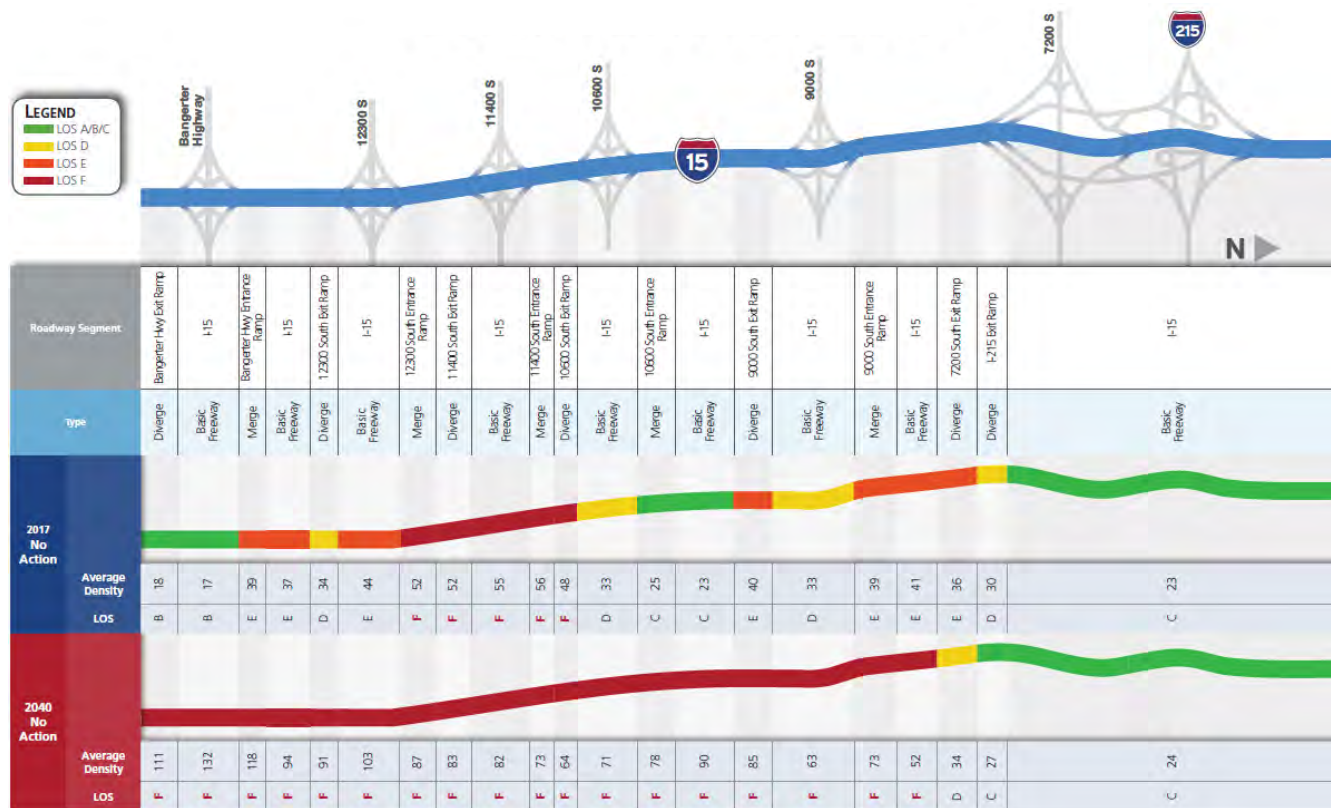 Bangerter
Highway
12300 S
11400 S
10600 S
9000 S
7200 S
215
LEGEND
LOS A/B/C
LOS D
LOS E
LOS F
15
N
Roadway Segment
Bangerter Hwy Exit Ramp
I-15
Bangerter Hwy Entrance
Ramp
I-15
12300 South Exit Ramp
I-15
12300 South Entrance
Ramp
11400 South Exit Ramp
I-15
11400 South Entrance
Ramp
10600 South Exit Ramp
I-15
10600 South Entrance
Ramp
I-15
9000 South Exit Ramp
I-15
9000 South Entrance
Ramp
I-15
7200 South Exit Ramp
I-215 Exit Ramp
I-15
Type
Diverge
Basic
Freeway
Merge
Basic
Freeway
Diverge
Basic
Freeway
Merge
Diverge
Basic
Freeway
Merge
Diverge
Basic
Freeway
Merge
Basic
Freeway
Diverge
Basic
Freeway
Merge
Basic
Freeway
Diverge
Diverge
Basic
Freeway
2017
No
Action
Average
Density
18 17 39 37 34 44 52 52 55 56 48 33 25 23 40 33 39 41 36 30 23
LOS
B B E E D E F F F F F D C C E D E E E D C
2040
No
Action
Average
Density
111 132 118 94 91 103 87 83 82 73 64 71 78 90 85 63 73 52 34 27 24
LOS
F F F F F F F F F F F F F F F F F F D C C